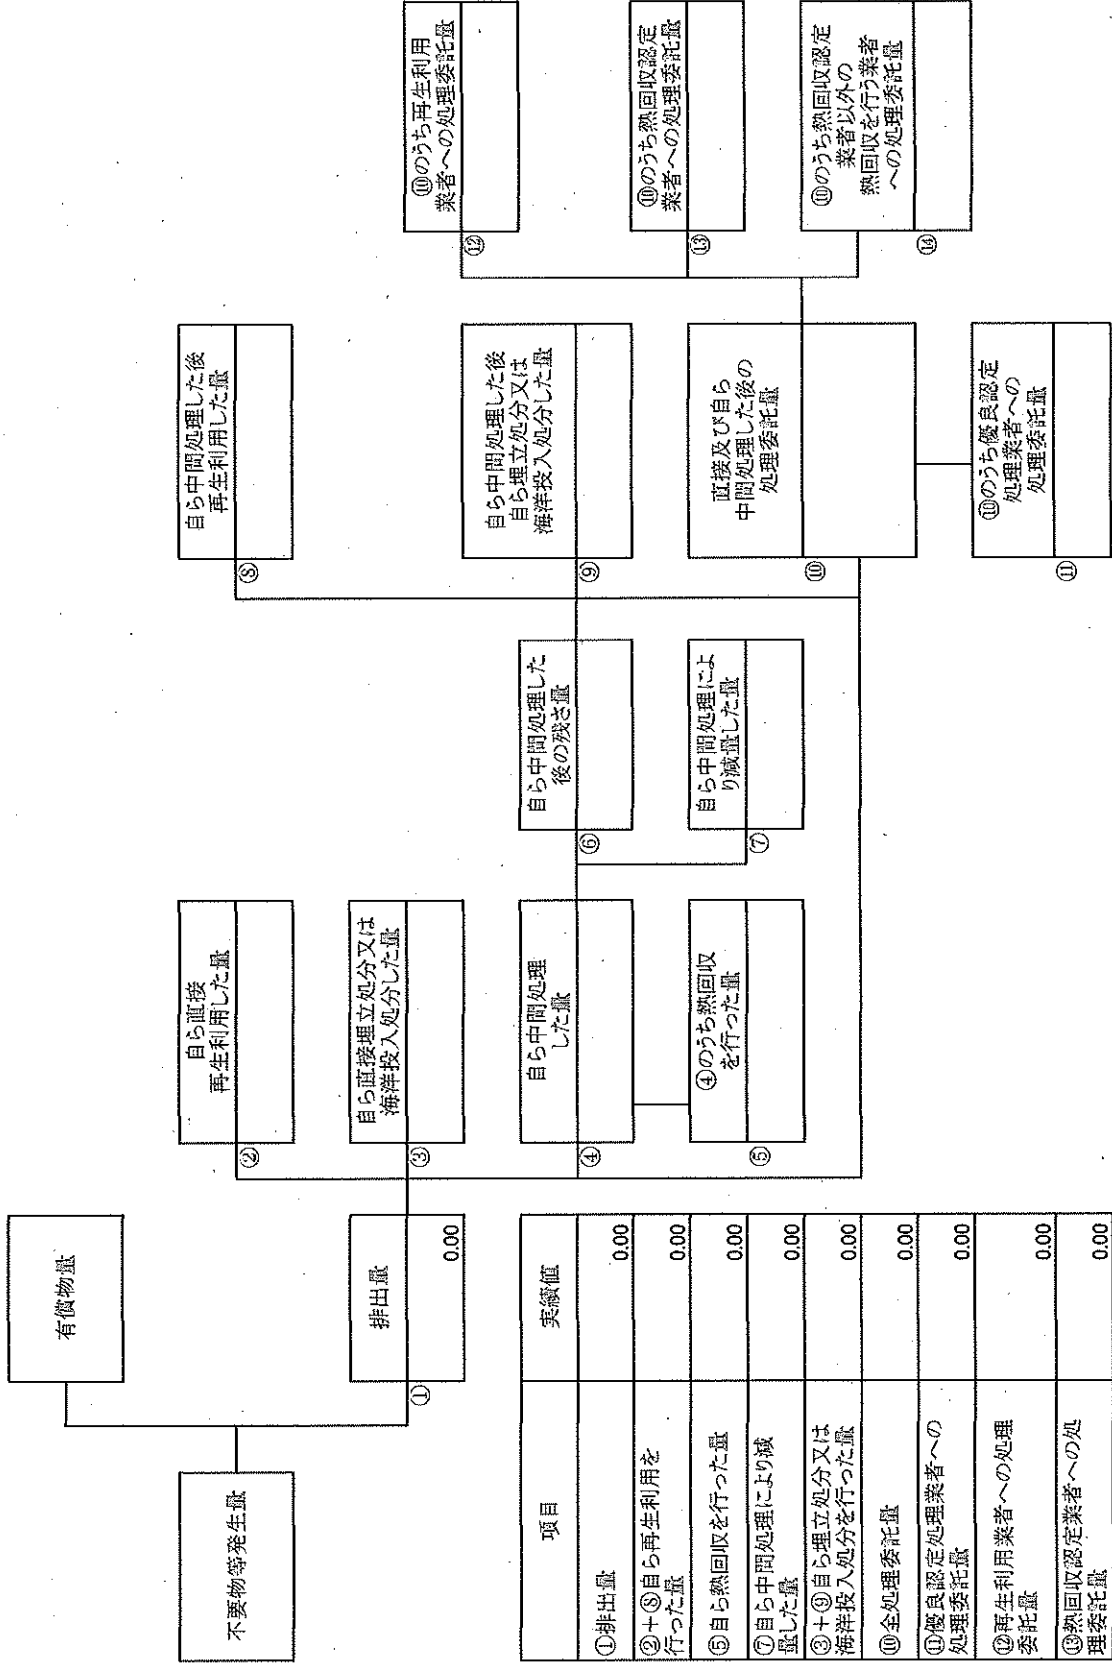 不要物等発生量
有償物量
排出量
①
0.00
自ら直接
再生利用した量
②
自ら直接埋立処分又は
海洋投入処分した量
③
自ら中間処理
した量
④
④のうち熱回収
を行った量
⑤
自ら中間処理した
後の残さ量
⑥
自ら中間処理によ
り減量した量
⑦
自ら中間処理した後
再生利用した量
⑧
自ら中間処理した後
自ら埋立処分又は
海洋投入処分した量
⑨
直接及び自ら
中間処理した後の
処理委託量
⑩
⑩のうち優良認定
処理業者への
処理委託量
⑪
⑩のうち再生利用
業者への処理委託量
⑫
⑩のうち熱回収認定
業者への処理委託量
⑬
⑩のうち熱回収認定
業者以外の
熱回収を行う業者
への処理委託量
⑭
項目 実績値
①排出量 0.00
②+⑧自ら再生利用を
行った量 0.00
⑤自ら熱回収を行った量 0.00
⑦自ら中間処理により減
量した量 0.00
③+⑨自ら埋立処分又は
海洋投入処分を行った量 0.00
⑩全処理委託量 0.00
⑪優良認定処理業者への
処理委託量 0.00
⑫再生利用業者への処理
委託量 0.00
⑬熱回収認定業者への処
理委託量 0.00